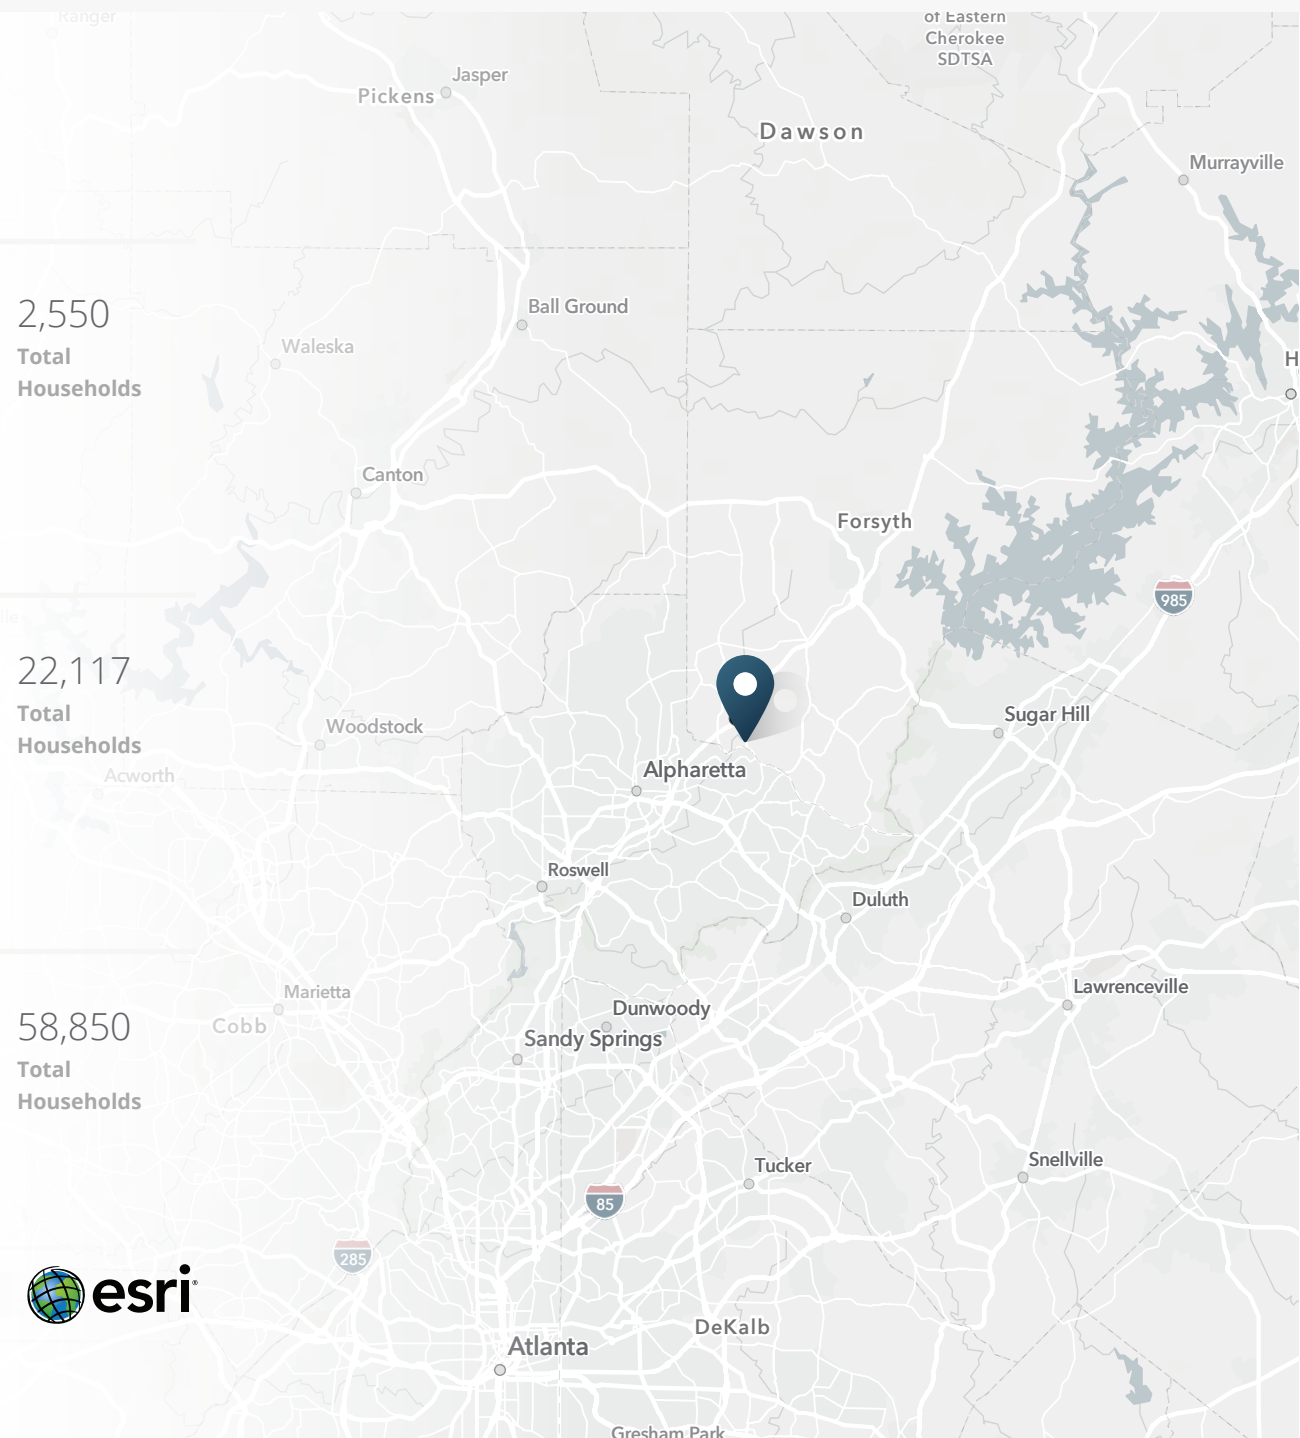 Ranger
of Eastern
Cherokee
SDTSA
Jasper
Pickens
Dawson
Murrayville
2,550
Total
Households
Ball Ground
Waleska
H
Canton
Forsyth
985
lle
22,117
Total
Households
Woodstock
Sugar Hill
Acworth
Alpharetta
Roswell
Duluth
Marietta
Cobb
Lawrenceville
58,850
Total
Households
Dunwoody
Sandy Springs
Tucker
Snellville
85
285
esri®
DeKalb
Atlanta
Gresham Park